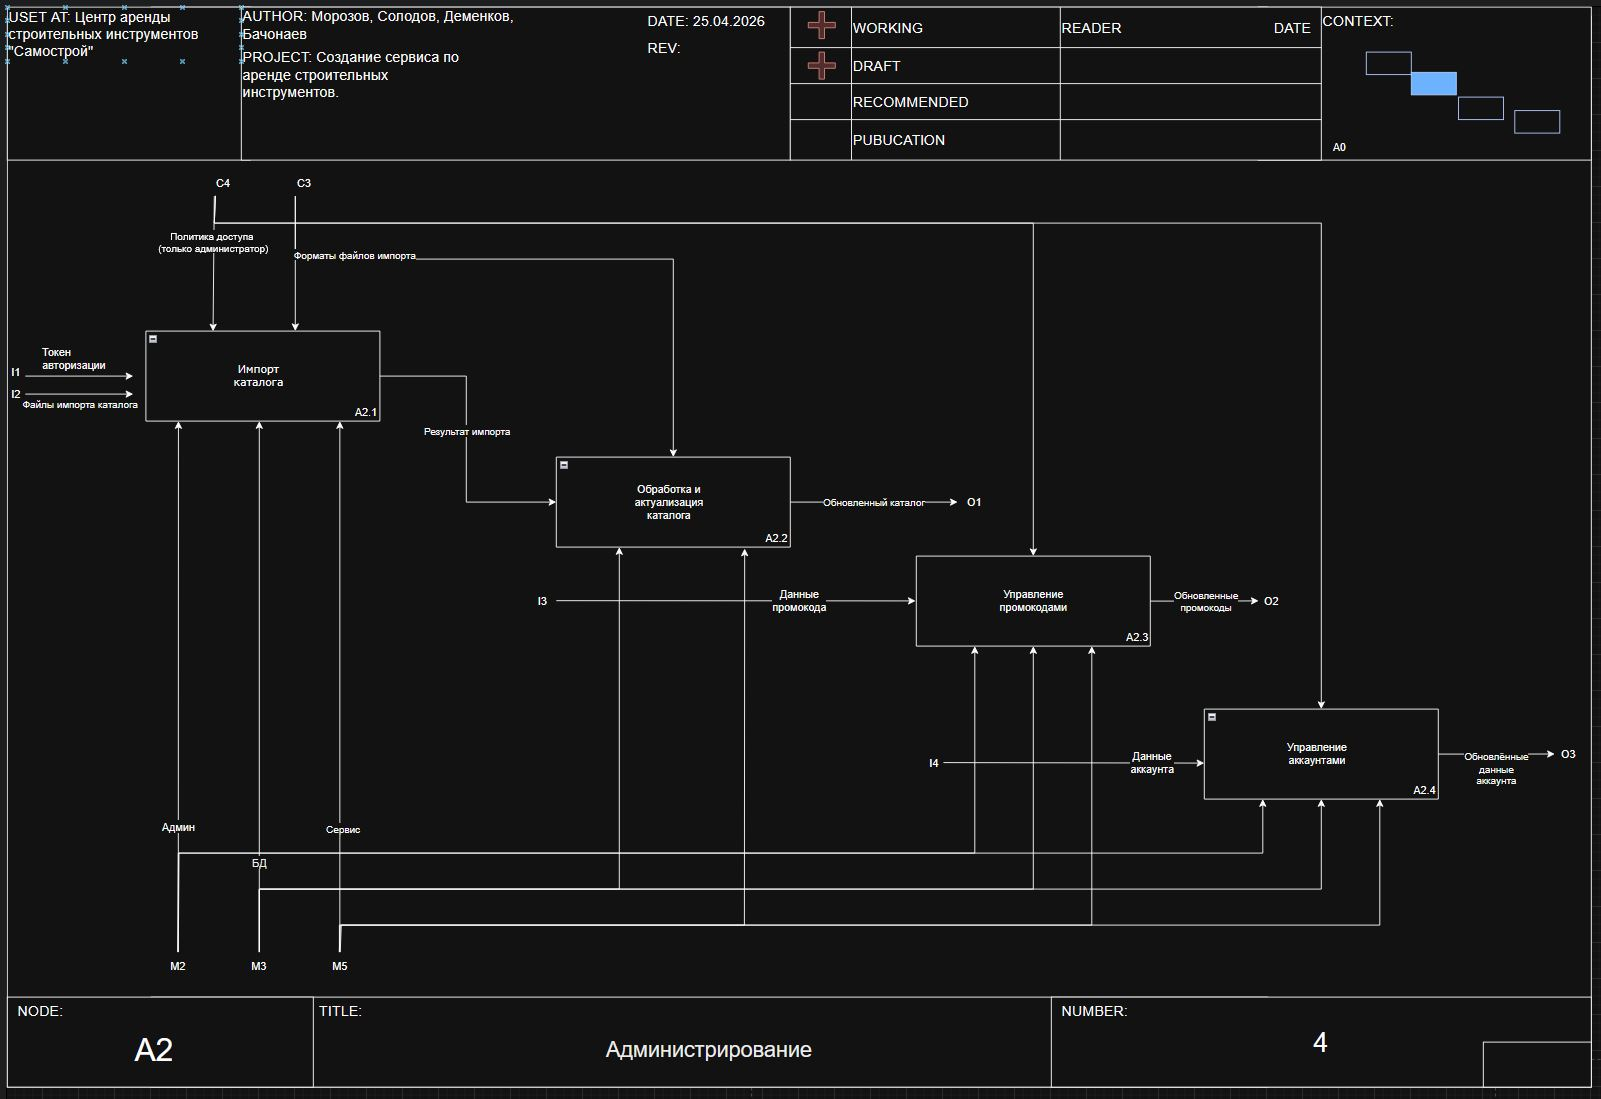 USET AT: Центр аренды
строительных инструментов
"Самострой"
AUTHOR: Морозов, Солодов, Деменков,
Бачонаев
PROJECT: Создание сервиса по
аренде строительных
инструментов.
DATE: 25.04.2026
REV:
WORKING
READER
DATE
DRAFT
RECOMMENDED
PUBUCATION
CONTEXT:
A0
C4
C3
Политика доступа
(только администратор)
Форматы файлов импорта
I1
Токен
авторизации
I2
Файлы импорта каталога
Импорт
каталога
A2.1
Результат импорта
Обработка и
актуализация
каталога
A2.2
Обновленный каталог
O1
I3
Данные
промокода
Управление
промокодами
A2.3
Обновленные
промокоды
O2
I4
Данные
аккаунта
Управление
аккаунтами
A2.4
Обновлённые
данные
аккаунта
O3
Админ
Сервис
БД
M2
M3
M5
NODE:
A2
TITLE:
Администрирование
NUMBER:
4